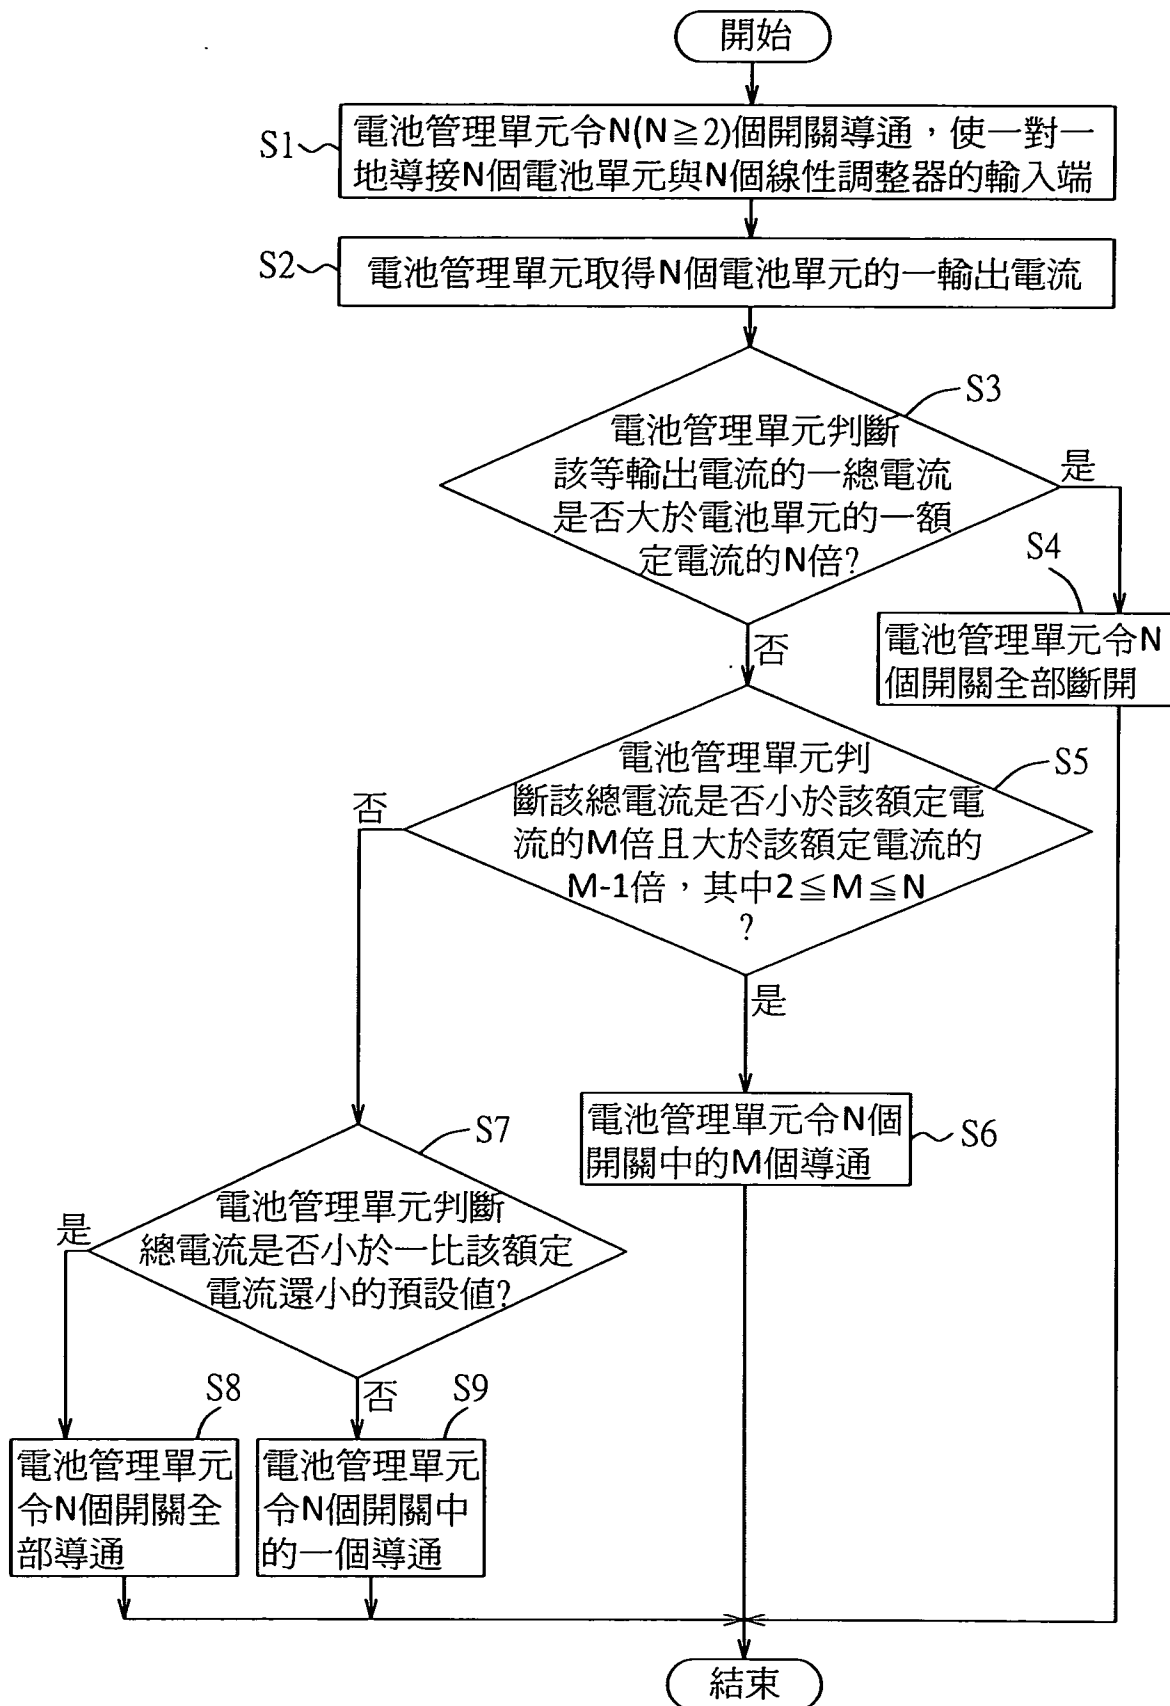 開始
S1
電池管理單元令N(N≧2)個開關導通，使一對一
地導接N個電池單元與N個線性調整器的輸入端
S2
電池管理單元取得N個電池單元的一輸出電流
S3
電池管理單元判斷
該等輸出電流的一總電流
是否大於電池單元的一額
定電流的N倍?
是
S4
電池管理單元令N
個開關全部斷開
否
S5
電池管理單元判
斷該總電流是否小於該額定電
流的M倍且大於該額定電流的
M-1倍，其中2≦M≦N
?
否
是
S6
電池管理單元令N個
開關中的M個導通
S7
電池管理單元判斷
總電流是否小於一比該額定
電流還小的預設值?
是
否
S8
電池管理單元
令N個開關全
部導通
S9
電池管理單元
令N個開關中
的一個導通
結束